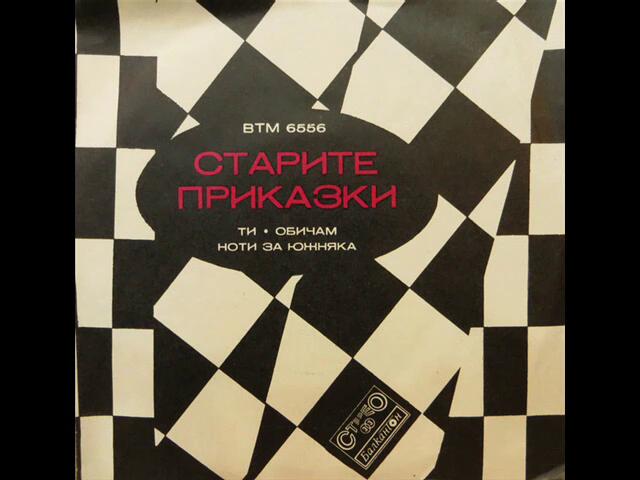 ВТМ 6556
СТАРИТЕ
ПРИКАЗКИ
ТИ • ОБИЧАМ
НОТИ ЗА ЮЖНЯКА
СТЕРЕО
Балкантон